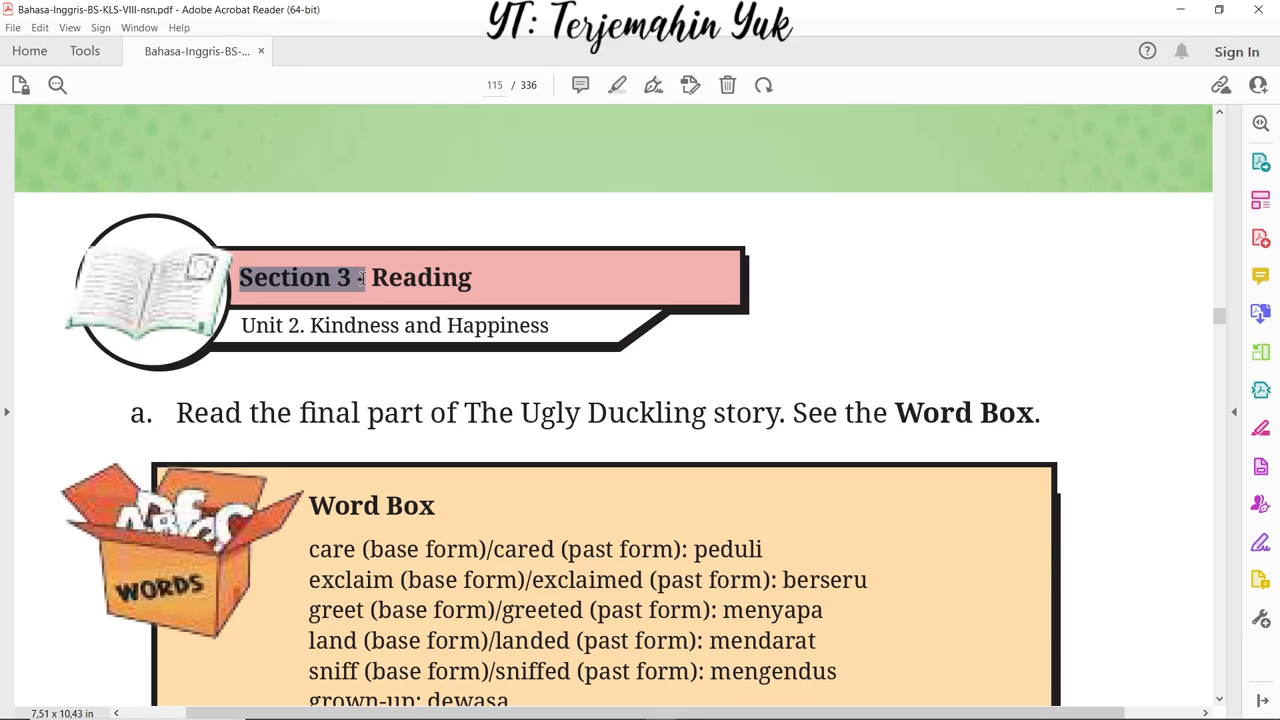 Bahasa-Inggris-BS-KLS-VIII-nsn.pdf - Adobe Acrobat Reader (64-bit)
YT: Terjemahin Yuk
File Edit View Sign Window Help
Home Tools Bahasa-Inggris-BS-... × Sign In
115 / 336
Section 3 - Reading
Unit 2. Kindness and Happiness
a. Read the final part of The Ugly Duckling story. See the Word Box.
WORDS
Word Box
care (base form)/cared (past form): peduli
exclaim (base form)/exclaimed (past form): berseru
greet (base form)/greeted (past form): menyapa
land (base form)/landed (past form): mendarat
sniff (base form)/sniffed (past form): mengendus
grown-up: dewasa
7,51 x 10,43 in